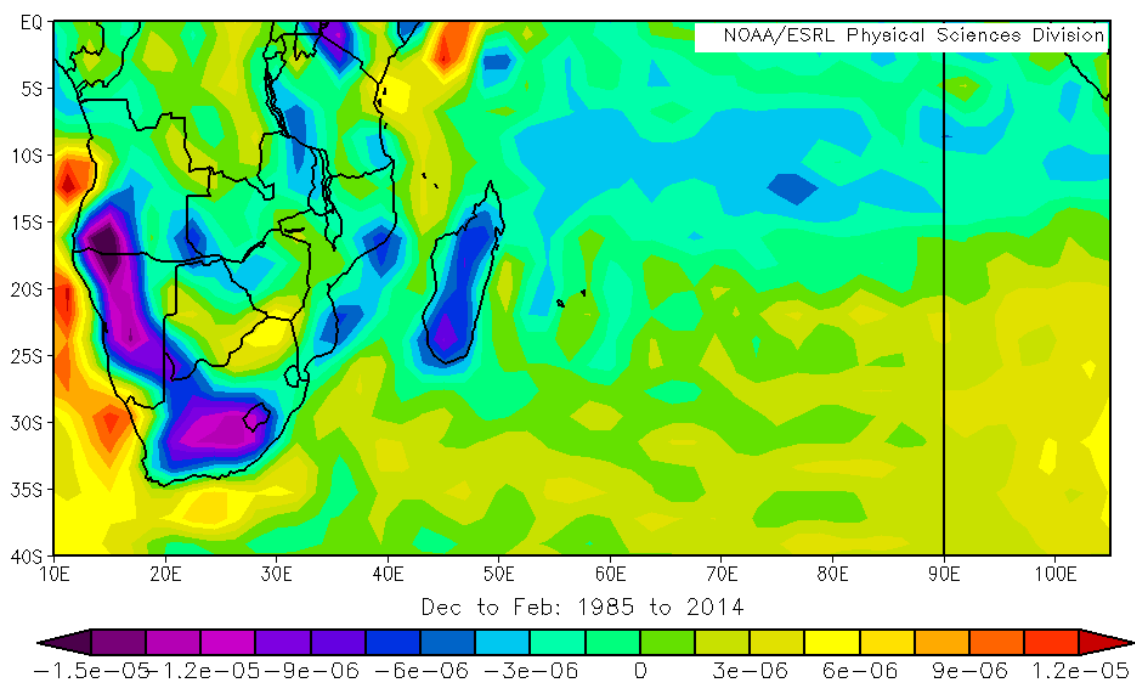 NOAA/ESRL Physical Sciences Division
EQ
5S
10S
15S
20S
25S
30S
35S
40S
10E 20E 30E 40E 50E 60E 70E 80E 90E 100E
Dec to Feb: 1985 to 2014
−1.5e−05 −1.2e−05 −9e−06 −6e−06 −3e−06 0 3e−06 6e−06 9e−06 1.2e−05